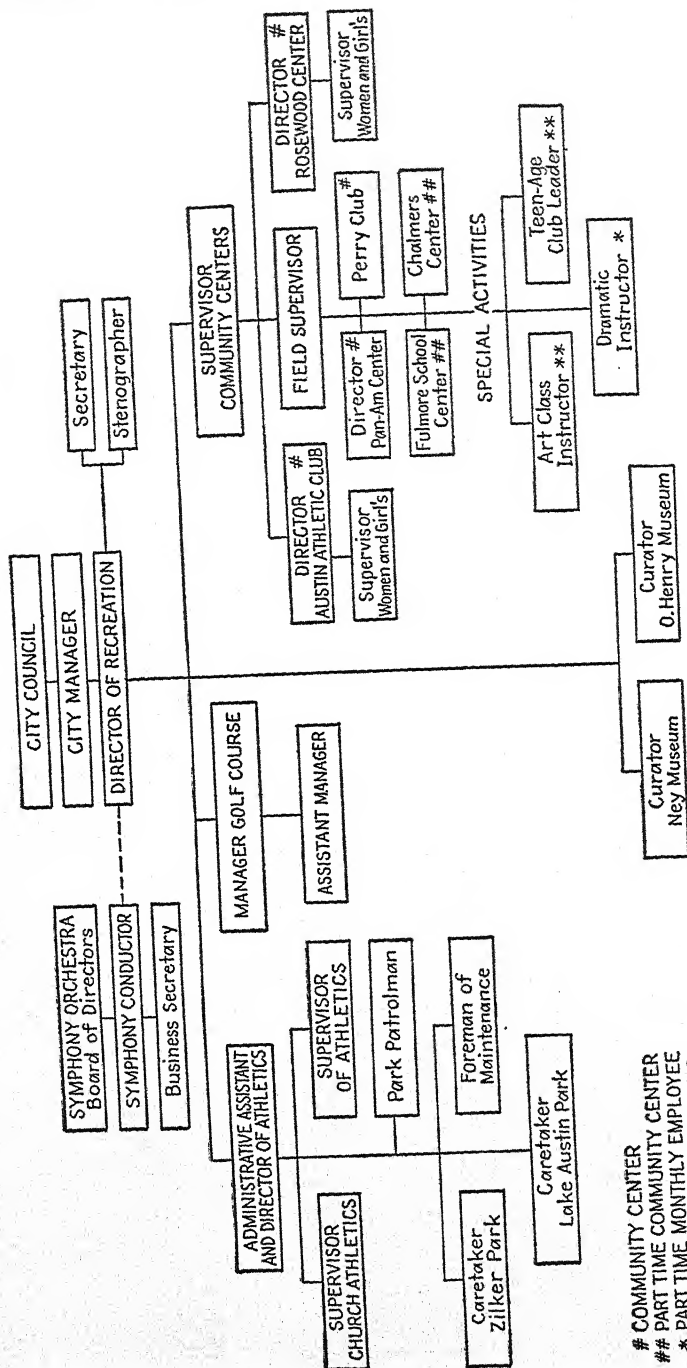 CITY COUNCIL
CITY MANAGER
DIRECTOR OF RECREATION
Secretary
Stenographer
SYMPHONY ORCHESTRA
Board of Directors
SYMPHONY CONDUCTOR
Business Secretary
ADMINISTRATIVE ASSISTANT
AND DIRECTOR OF ATHLETICS
SUPERVISOR
CHURCH ATHLETICS
SUPERVISOR
OF ATHLETICS
Park Patrolman
Caretaker
Zilker Park
Foreman of
Maintenance
Caretaker
Lake Austin Park
MANAGER GOLF COURSE
ASSISTANT MANAGER
Curator
Ney Museum
Curator
O.Henry Museum
SUPERVISOR
COMMUNITY CENTERS
DIRECTOR #
AUSTIN ATHLETIC CLUB
Supervisor
Women and Girl's
FIELD SUPERVISOR
DIRECTOR #
ROSEWOOD CENTER
Supervisor
Women and Girl's
Director #
Pan-Am Center
Perry Club #
Fulmore School
Center ##
Chalmers
Center ##
SPECIAL ACTIVITIES
Art Class
Instructor **
Teen-Age
Club Leader **
Dramatic
Instructor *
# COMMUNITY CENTER
## PART TIME COMMUNITY CENTER
* PART TIME MONTHLY EMPLOYEE